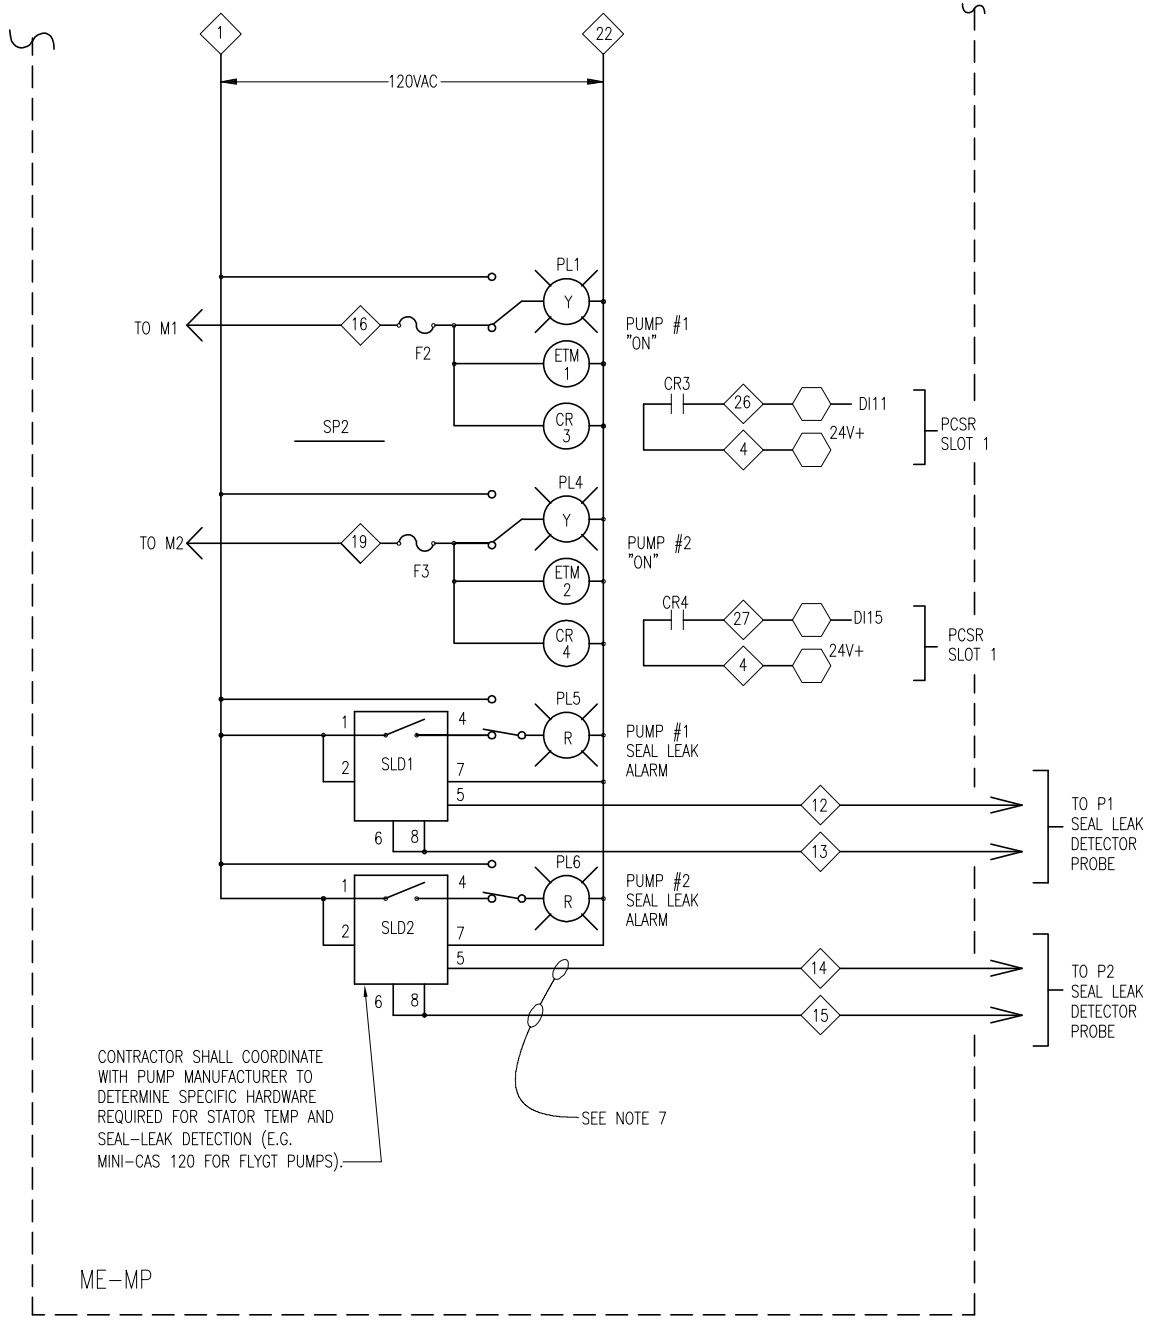 1
22
120VAC
PL1
Y
TO M1
16
F2
PUMP #1
"ON"
ETM
1
CR3
26
DI11
CR
3
SP2
24V+
4
PCSR
SLOT 1
PL4
Y
TO M2
19
F3
PUMP #2
"ON"
ETM
2
CR4
27
DI15
CR
4
24V+
4
PCSR
SLOT 1
PL5
1
4
R
PUMP #1
SEAL LEAK
ALARM
SLD1
2
7
5
12
6
8
13
TO P1
SEAL LEAK
DETECTOR
PROBE
PL6
1
4
R
PUMP #2
SEAL LEAK
ALARM
SLD2
2
7
5
14
6
8
15
TO P2
SEAL LEAK
DETECTOR
PROBE
CONTRACTOR SHALL COORDINATE
WITH PUMP MANUFACTURER TO
DETERMINE SPECIFIC HARDWARE
REQUIRED FOR STATOR TEMP AND
SEAL-LEAK DETECTION (E.G.
MINI-CAS 120 FOR FLYGT PUMPS).
SEE NOTE 7
ME-MP